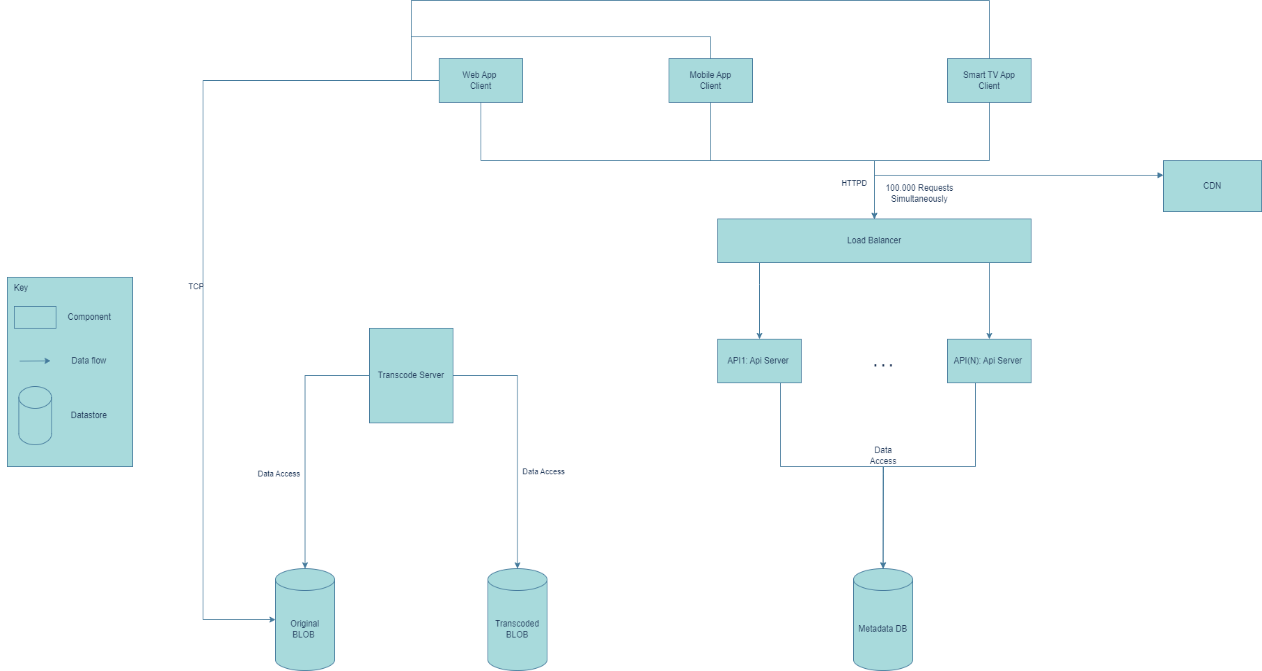 Web App
Client
Mobile App
Client
Smart TV App
Client
HTTPD
100.000 Requests
Simultaneously
CDN
Load Balancer
Key
Component
Data flow
Datastore
TCP
Transcode Server
API1: Api Server
. . .
API(N): Api Server
Data Access
Data Access
Data
Access
Original
BLOB
Transcoded
BLOB
Metadata DB